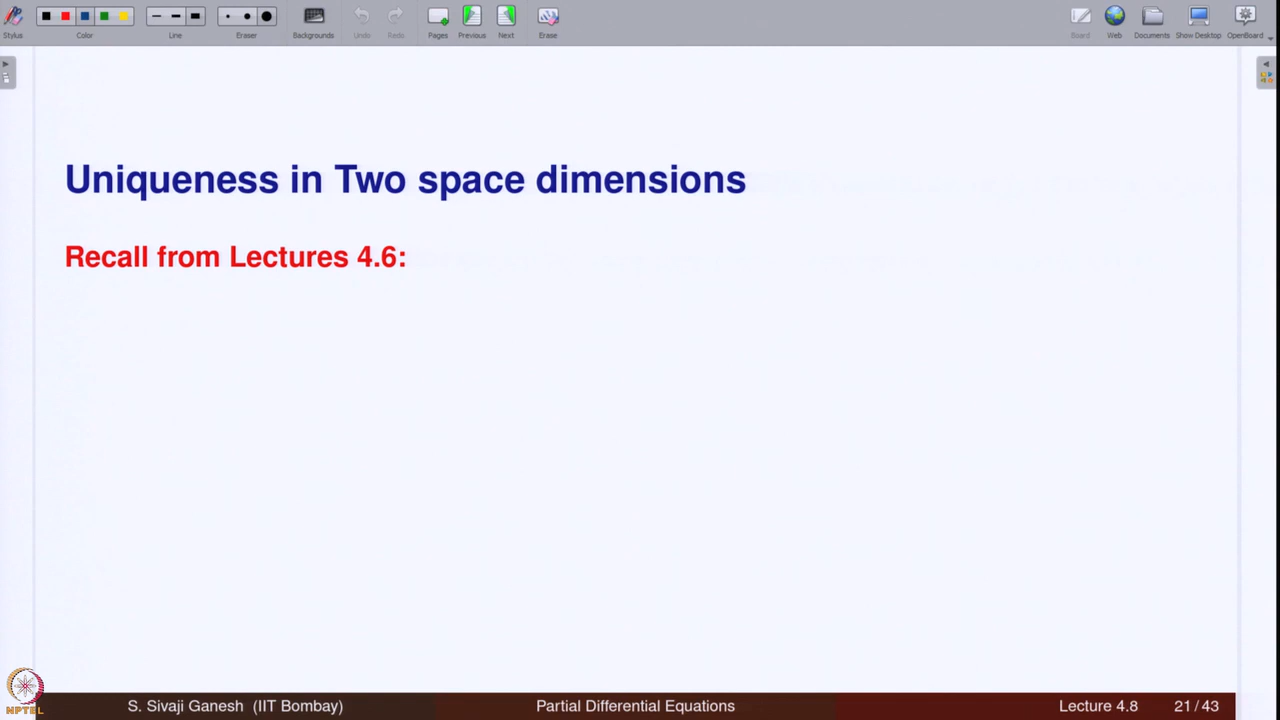 Stylus
Color
Line
Eraser
Backgrounds
Undo
Redo
Pages
Previous
Next
Erase
Board
Web
Documents
Show Desktop
OpenBoard
Uniqueness in Two space dimensions
Recall from Lectures 4.6:
NPTEL
S. Sivaji Ganesh (IIT Bombay)
Partial Differential Equations
Lecture 4.8
21 / 43